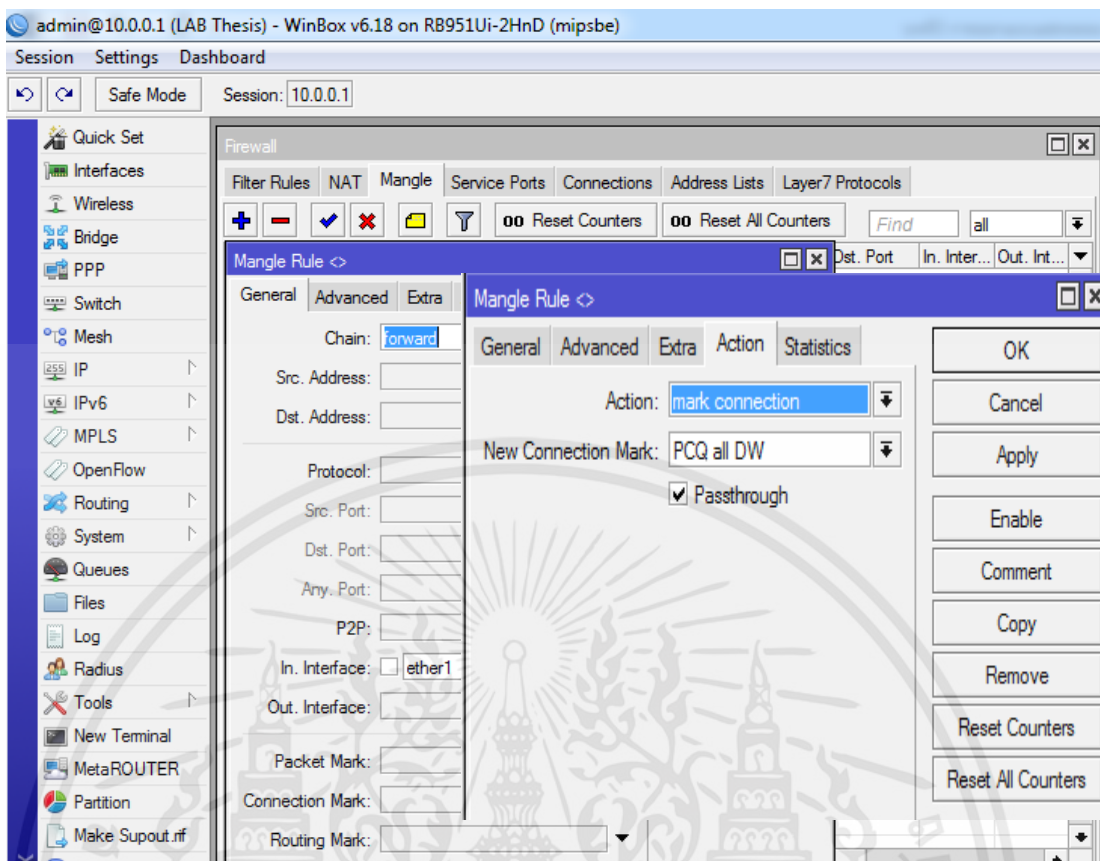 admin@10.0.0.1 (LAB Thesis) - WinBox v6.18 on RB951Ui-2HnD (mipsbe)
Session Settings Dashboard
Safe Mode Session: 10.0.0.1
Quick Set
Interfaces
Wireless
Bridge
PPP
Switch
Mesh
IP
IPv6
MPLS
OpenFlow
Routing
System
Queues
Files
Log
Radius
Tools
New Terminal
MetaROUTER
Partition
Make Supout.rif
Firewall
Filter Rules NAT Mangle Service Ports Connections Address Lists Layer7 Protocols
00 Reset Counters 00 Reset All Counters Find all
Dst. Port In. Inter... Out. Int...
Mangle Rule <>
General Advanced Extra
Chain: forward
Src. Address:
Dst. Address:
Protocol:
Src. Port:
Dst. Port:
Any. Port:
P2P:
In. Interface: ether1
Out. Interface:
Packet Mark:
Connection Mark:
Routing Mark:
Mangle Rule <>
General Advanced Extra Action Statistics
Action: mark connection
New Connection Mark: PCQ all DW
Passthrough
OK
Cancel
Apply
Enable
Comment
Copy
Remove
Reset Counters
Reset All Counters